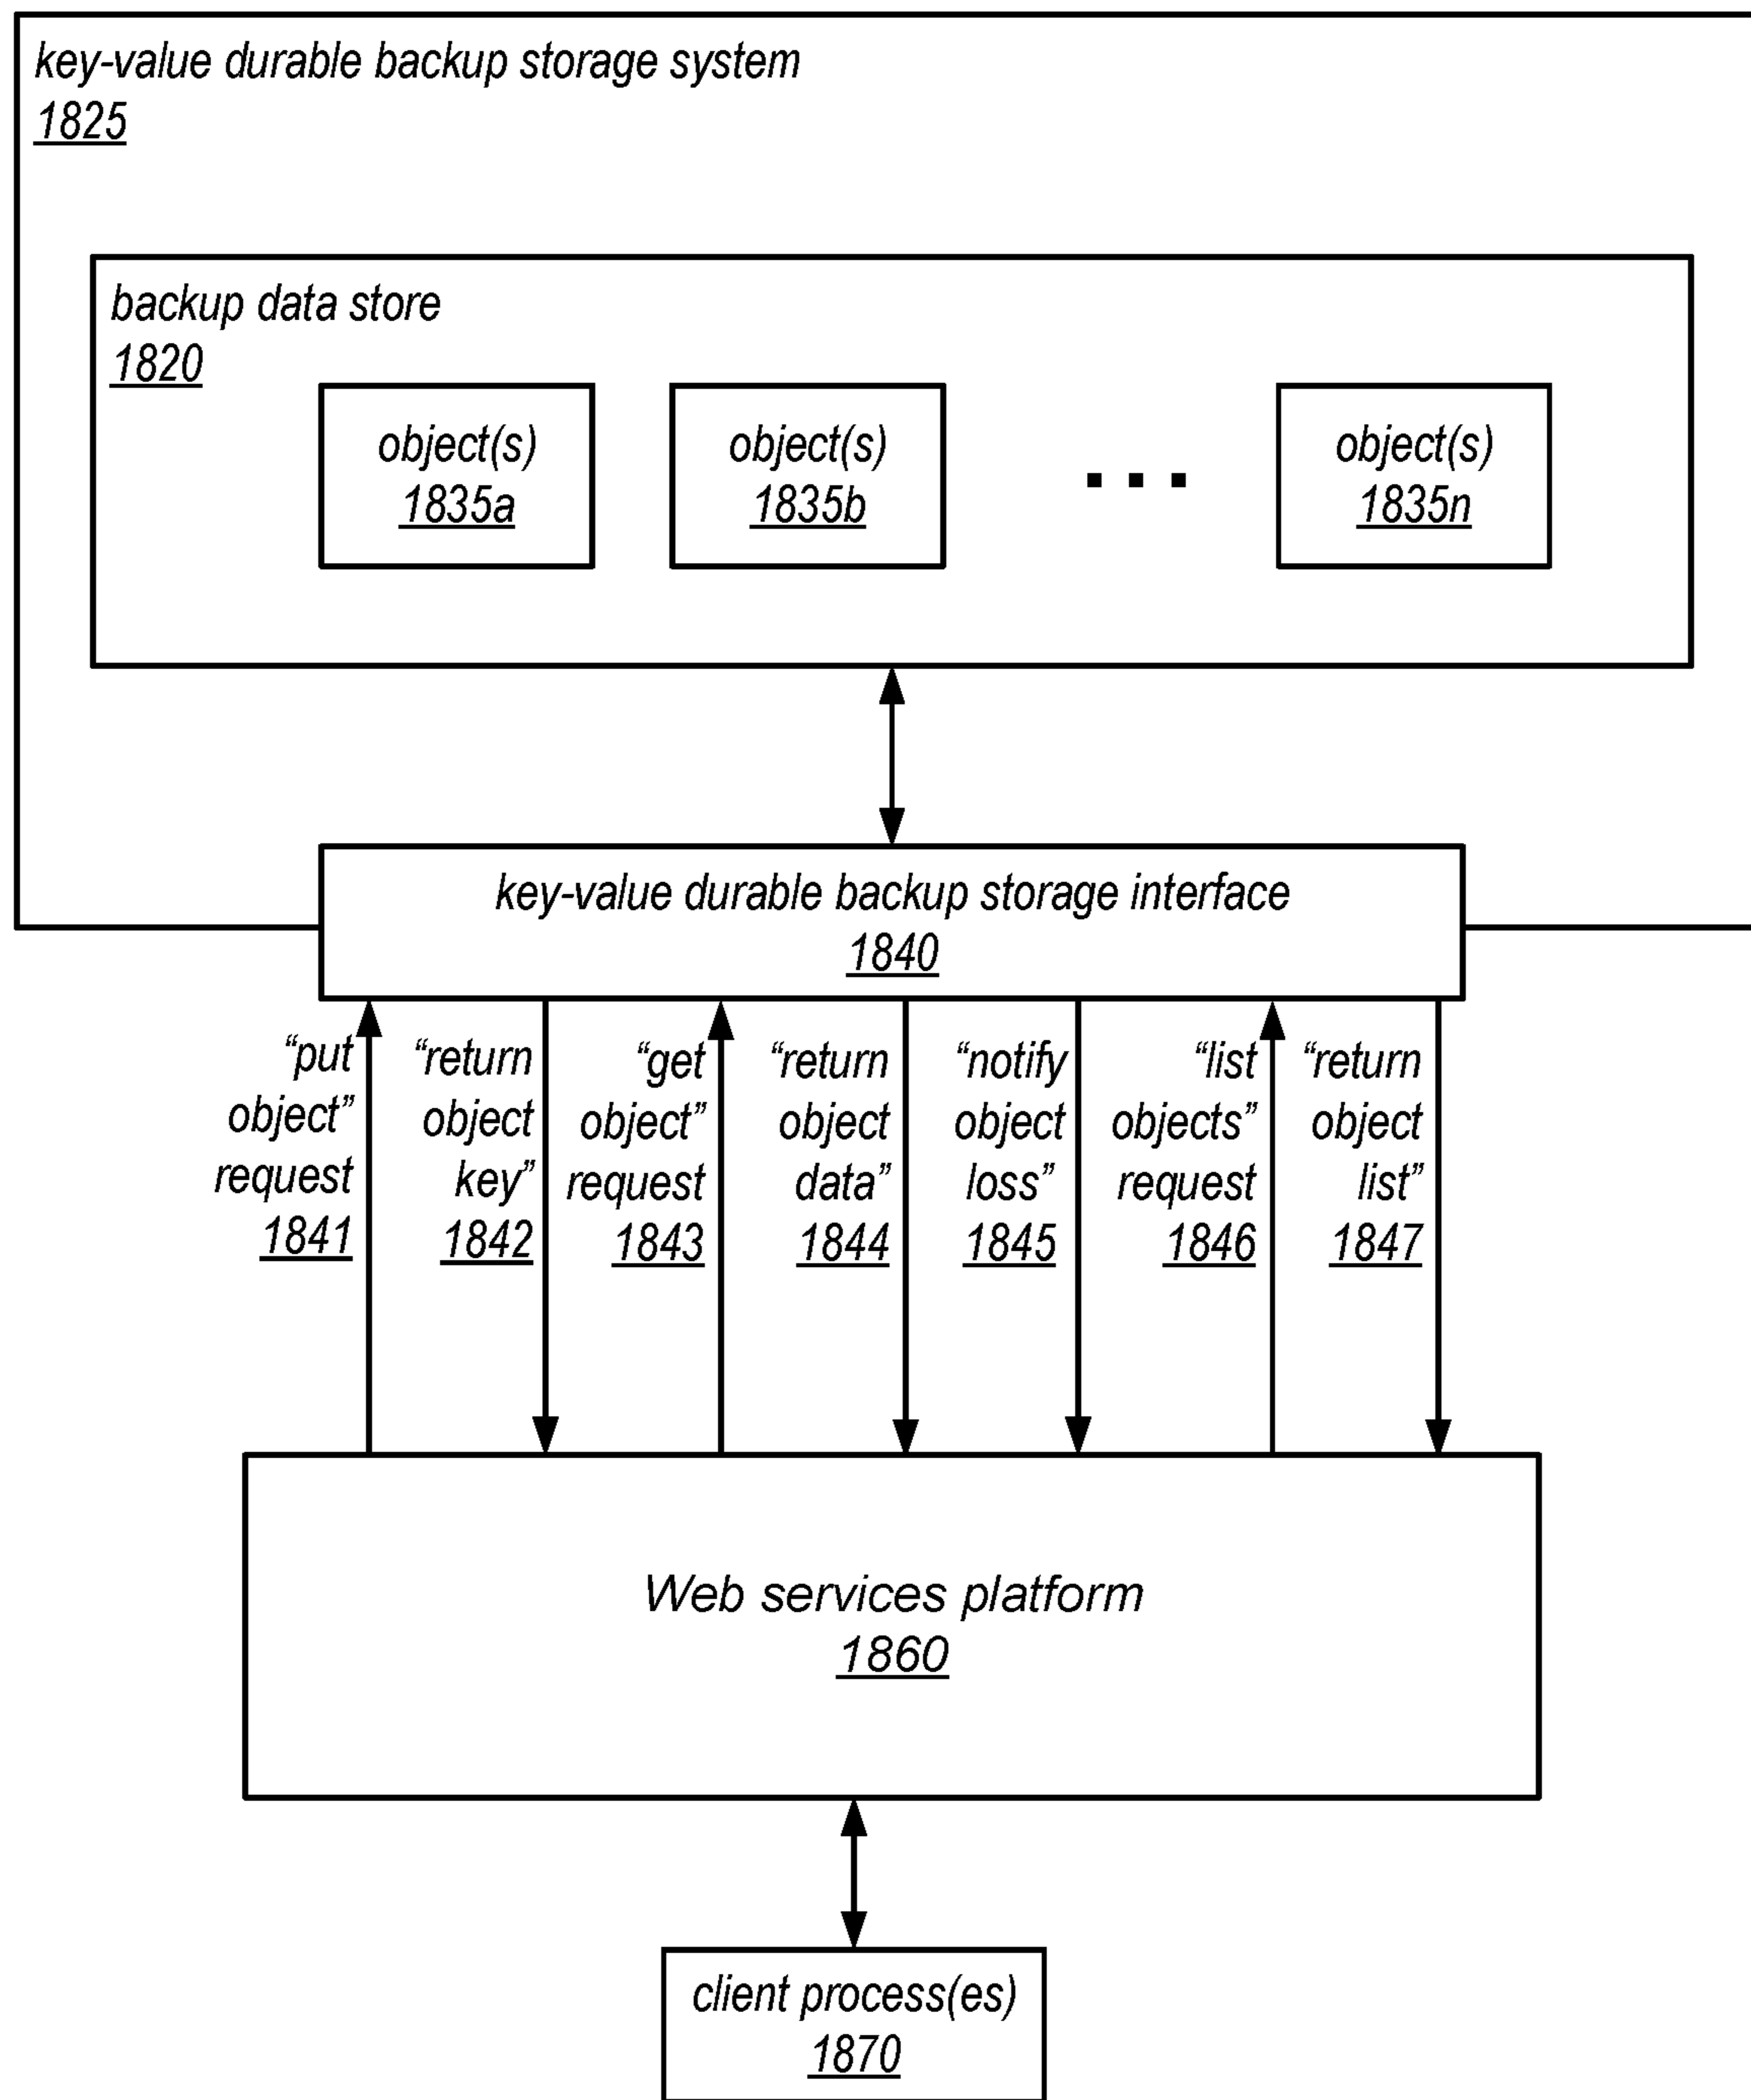 key-value durable backup storage system
1825
backup data store
1820
object(s)
1835a
object(s)
1835b
...
object(s)
1835n
key-value durable backup storage interface
1840
“put
object”
request
1841
“return
object
key”
1842
“get
object”
request
1843
“return
object
data”
1844
“notify
object
loss”
1845
“list
objects”
request
1846
“return
object
list”
1847
Web services platform
1860
client process(es)
1870